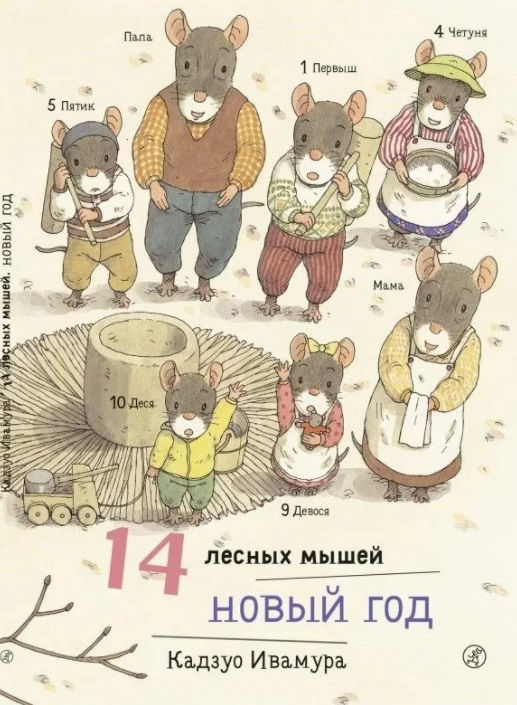 Папа
4 Четуня
1 Первыш
5 Пятик
Мама
10 Деся
9 Девося
14 лесных мышей
НОВЫЙ ГОД
Кадзуо Ивамура
Кадзуо Ивамура 14 лесных мышей. НОВЫЙ ГОД